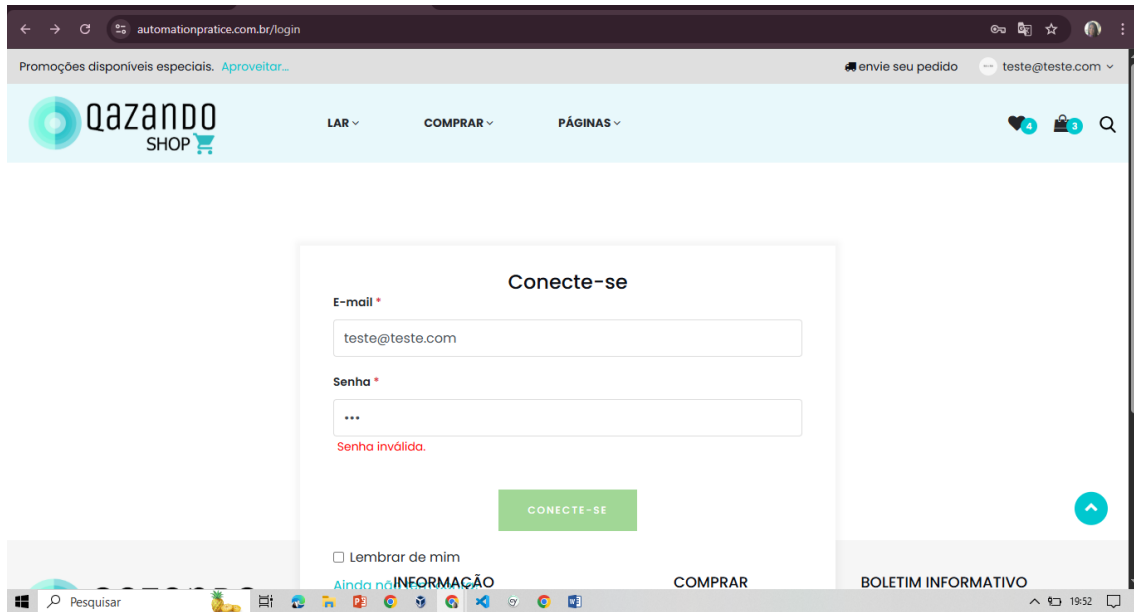 automationpratice.com.br/login
Promoções disponíveis especiais. Aproveitar...
envie seu pedido
teste@teste.com
QAZANDO
SHOP
LAR
COMPRAR
PÁGINAS
4
3
Conecte-se
E-mail *
teste@teste.com
Senha *
•••
Senha inválida.
CONECTE-SE
Lembrar de mim
Ainda
INFORMAÇÃO
COMPRAR
BOLETIM INFORMATIVO
Pesquisar
19:52